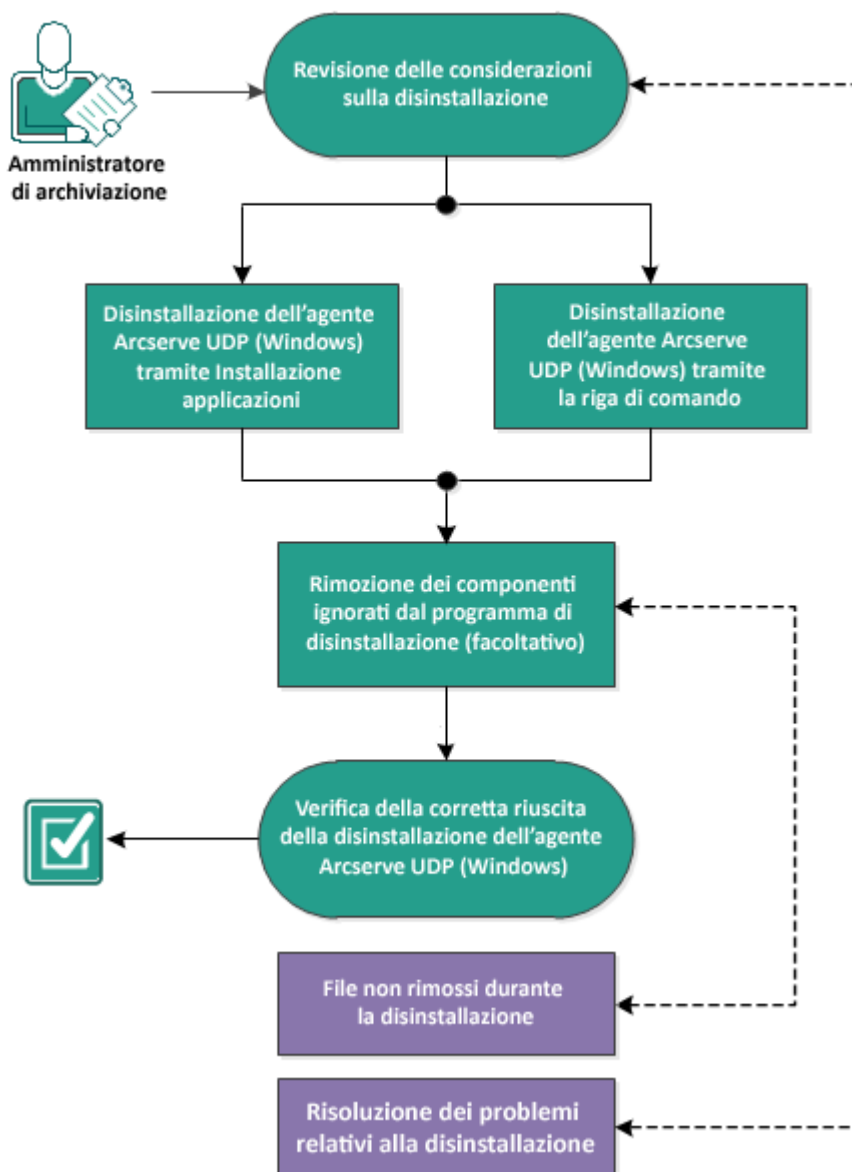 Amministratore
di archiviazione
Revisione delle considerazioni
sulla disinstallazione
Disinstallazione dell'agente
Arcserve UDP (Windows)
tramite Installazione
applicazioni
Disinstallazione
dell'agente Arcserve
UDP (Windows) tramite
la riga di comando
Rimozione dei componenti
ignorati dal programma di
disinstallazione (facoltativo)
Verifica della corretta riuscita
della disinstallazione dell'agente
Arcserve UDP (Windows)
File non rimossi durante
la disinstallazione
Risoluzione dei problemi
relativi alla disinstallazione